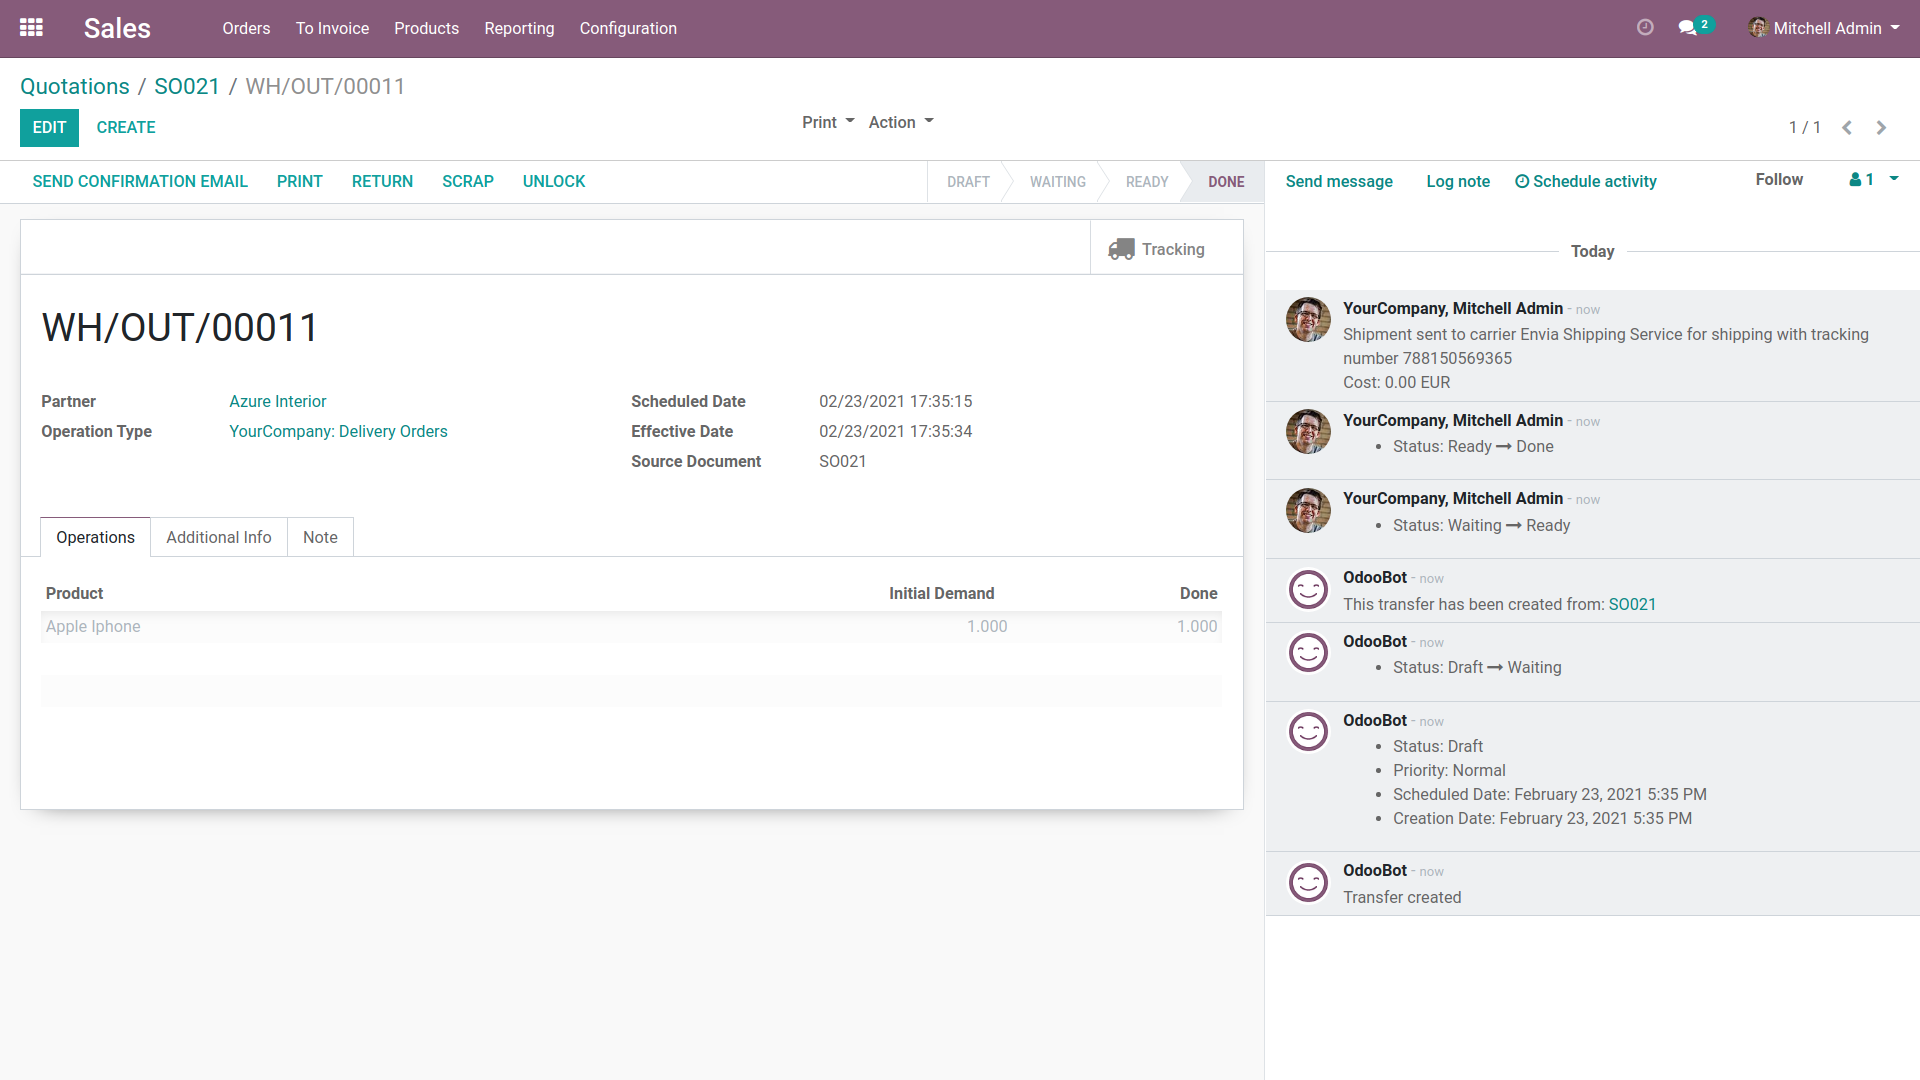 Sales
Orders To Invoice Products Reporting Configuration
2 Mitchell Admin
Quotations / SO021 / WH/OUT/00011
EDIT CREATE
Print Action
1 / 1
SEND CONFIRMATION EMAIL PRINT RETURN SCRAP UNLOCK
DRAFT WAITING READY DONE
Send message Log note Schedule activity Follow 1
Tracking
WH/OUT/00011
Partner Azure Interior
Operation Type YourCompany: Delivery Orders
Scheduled Date 02/23/2021 17:35:15
Effective Date 02/23/2021 17:35:34
Source Document SO021
Operations Additional Info Note
Product Initial Demand Done
Apple Iphone 1.000 1.000
Today
YourCompany, Mitchell Admin - now
Shipment sent to carrier Envia Shipping Service for shipping with tracking
number 788150569365
Cost: 0.00 EUR
YourCompany, Mitchell Admin - now
• Status: Ready → Done
YourCompany, Mitchell Admin - now
• Status: Waiting → Ready
OdooBot - now
This transfer has been created from: SO021
OdooBot - now
• Status: Draft → Waiting
OdooBot - now
• Status: Draft
• Priority: Normal
• Scheduled Date: February 23, 2021 5:35 PM
• Creation Date: February 23, 2021 5:35 PM
OdooBot - now
Transfer created